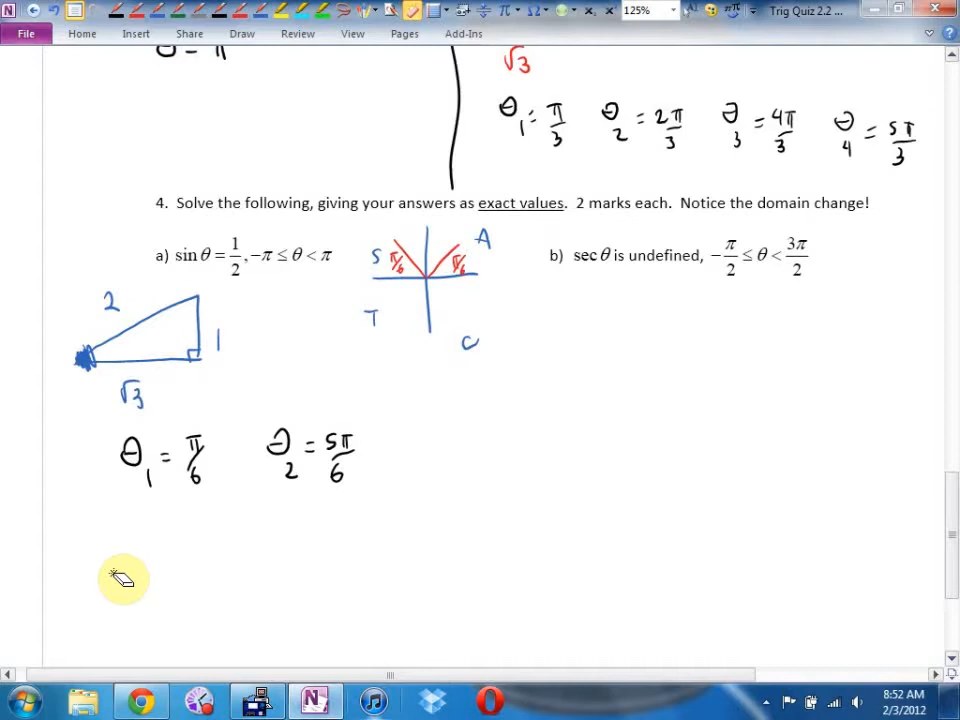 125%
Trig Quiz 2.2 ...
File Home Insert Share Draw Review View Pages Add-Ins
θ = π
√3
θ1 = π/3 θ2 = 2π/3 θ3 = 4π/3 θ4 = 5π/3
4. Solve the following, giving your answers as exact values. 2 marks each. Notice the domain change!
a) sin θ = 1/2, −π ≤ θ < π
b) sec θ is undefined, −π/2 ≤ θ < 3π/2
S A
π/6 π/6
T
C
2
1
√3
θ1 = π/6 θ2 = 5π/6
8:52 AM
2/3/2012